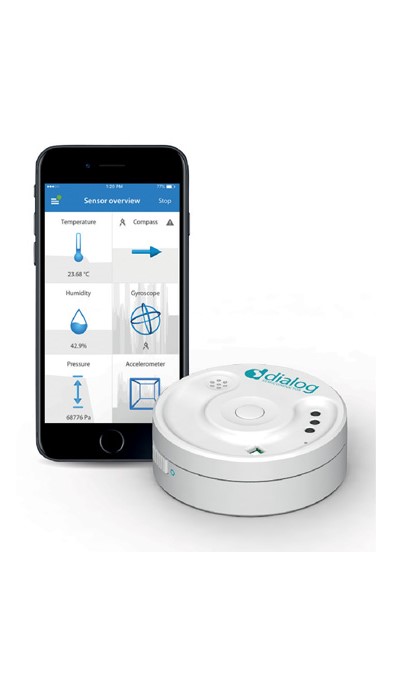 1:20 PM
77%
Sensor overview
Stop
Temperature
Compass
23.68 °C
Humidity
Gyroscope
42.9%
Pressure
Accelerometer
68776 Pa
dialog